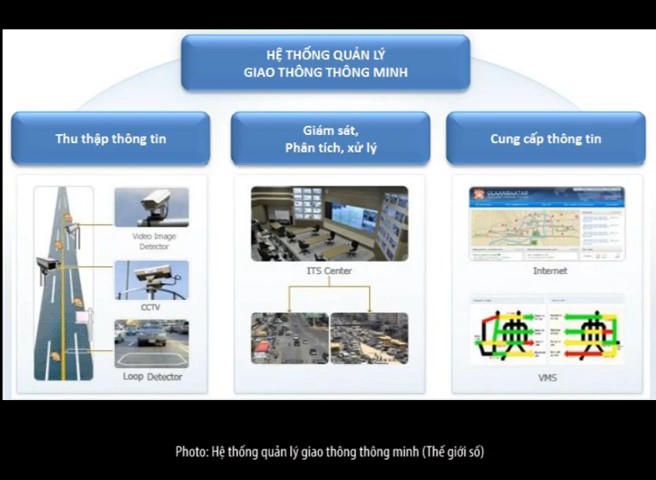 HỆ THỐNG QUẢN LÝ
GIAO THÔNG THÔNG MINH
Thu thập thông tin
Giám sát,
Phân tích, xử lý
Cung cấp thông tin
Video Image
Detector
CCTV
Loop Detector
ITS Center
ULAANBAATAR
Internet
VMS
Photo: Hệ thống quản lý giao thông thông minh (Thế giới số)